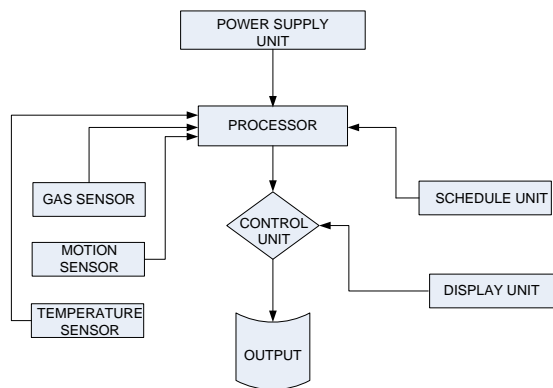 POWER SUPPLY
UNIT
PROCESSOR
GAS SENSOR
SCHEDULE UNIT
CONTROL
UNIT
MOTION
SENSOR
DISPLAY UNIT
TEMPERATURE
SENSOR
OUTPUT